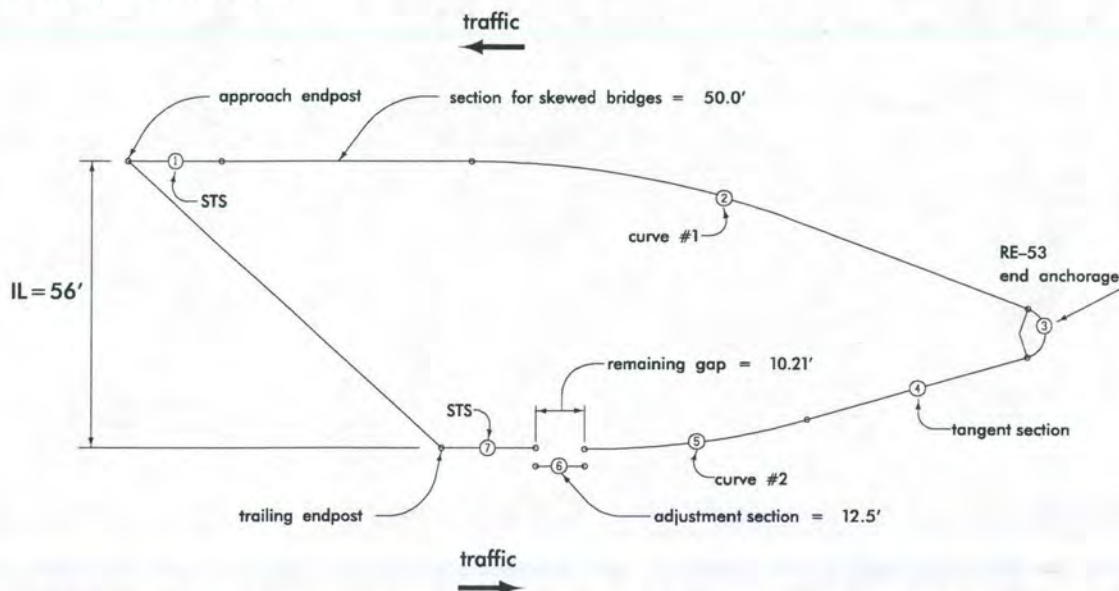 traffic
approach endpost
section for skewed bridges = 50.0'
1
STS
2
curve #1
RE-53
end anchorage
3
IL = 56'
remaining gap = 10.21'
4
STS
tangent section
7
5
6
curve #2
trailing endpost
adjustment section = 12.5'
traffic